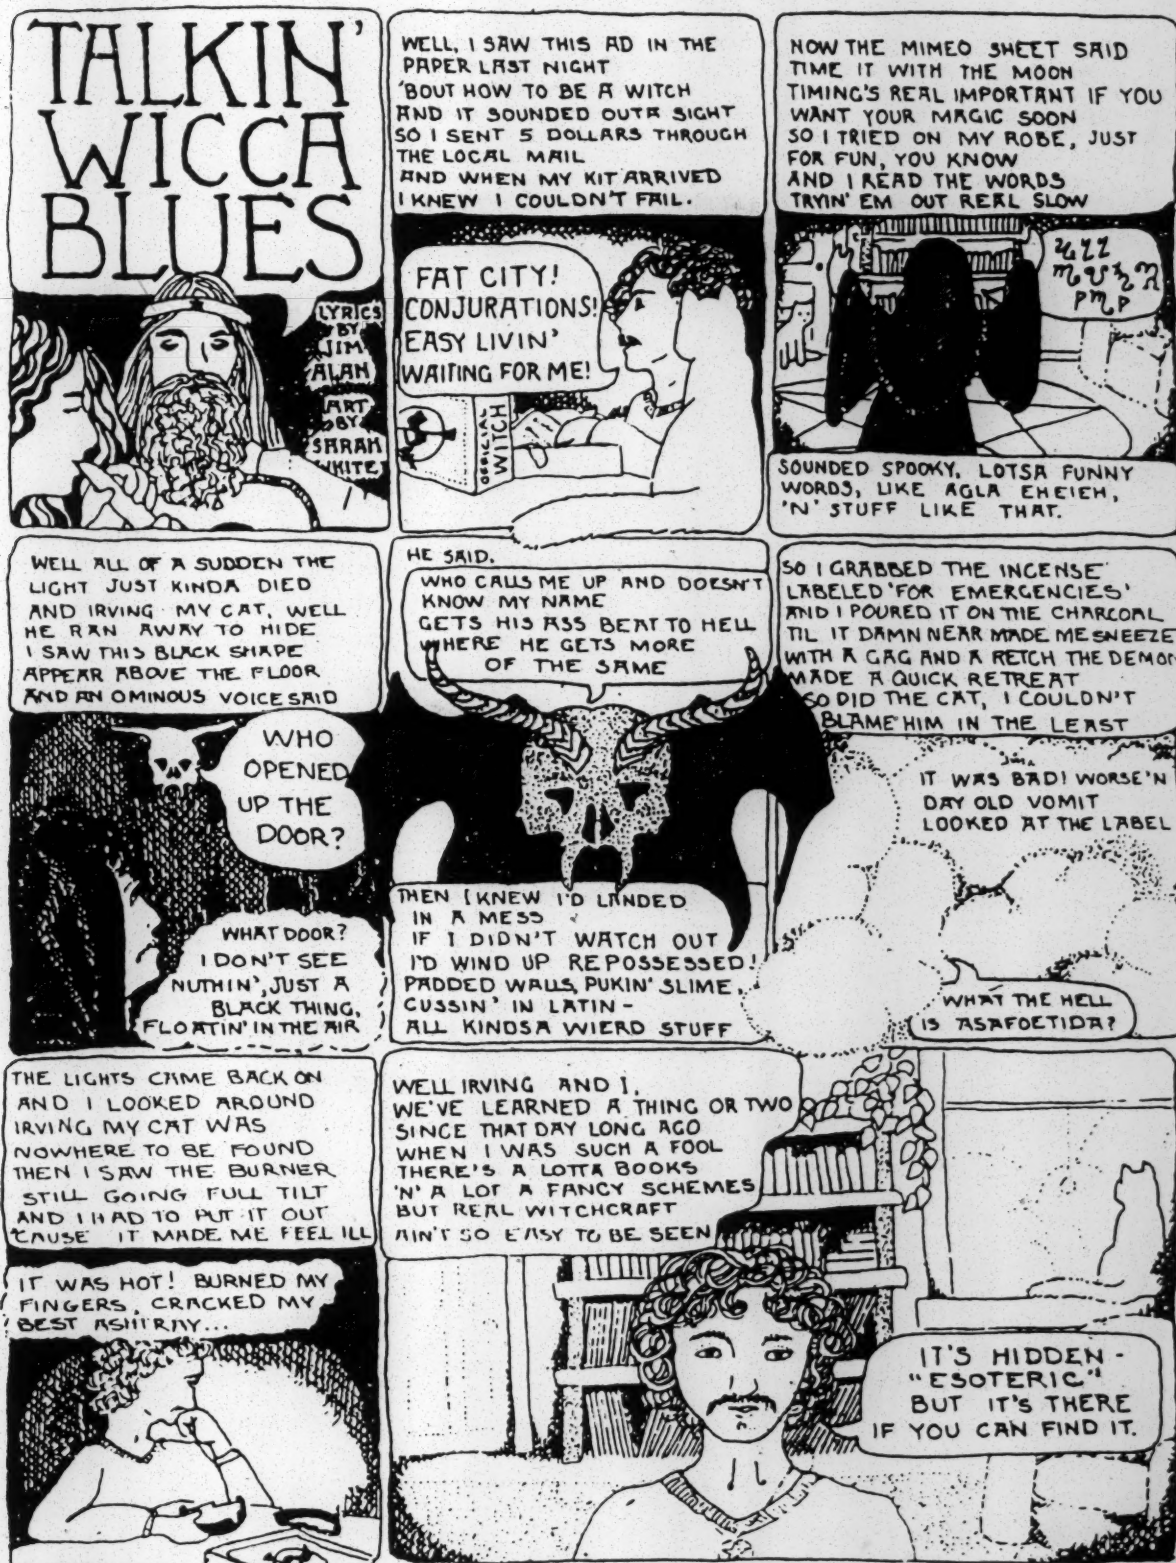 TALKIN'
WICCA
BLUES
LYRICS
BY
JIM
ALAN
ART
BY
SARAH
WHITE
WELL, I SAW THIS AD IN THE
PAPER LAST NIGHT
'BOUT HOW TO BE A WITCH
AND IT SOUNDED OUTA SIGHT
SO I SENT 5 DOLLARS THROUGH
THE LOCAL MAIL
AND WHEN MY KIT ARRIVED
I KNEW I COULDN'T FAIL.
FAT CITY!
CONJURATIONS!
EASY LIVIN'
WAITING FOR ME!
OFFICIAL
WITCH
NOW THE MIMEO SHEET SAID
TIME IT WITH THE MOON
TIMING'S REAL IMPORTANT IF YOU
WANT YOUR MAGIC SOON
SO I TRIED ON MY ROBE, JUST
FOR FUN, YOU KNOW
AND I READ THE WORDS
TRYIN' EM OUT REAL SLOW
SOUNDED SPOOKY, LOTSA FUNNY
WORDS, LIKE AGLA EHEIEH,
'N' STUFF LIKE THAT.
WELL ALL OF A SUDDEN THE
LIGHT JUST KINDA DIED
AND IRVING MY CAT, WELL
HE RAN AWAY TO HIDE
I SAW THIS BLACK SHAPE
APPEAR ABOVE THE FLOOR
AND AN OMINOUS VOICE SAID
WHO
OPENED
UP THE
DOOR?
WHAT DOOR?
I DON'T SEE
NUTHIN', JUST A
BLACK THING,
FLOATIN' IN THE AIR
HE SAID.
WHO CALLS ME UP AND DOESN'T
KNOW MY NAME
GETS HIS ASS BEAT TO HELL
WHERE HE GETS MORE
OF THE SAME
THEN I KNEW I'D LANDED
IN A MESS
IF I DIDN'T WATCH OUT
I'D WIND UP REPOSSESSED!
PADDED WALLS, PUKIN' SLIME,
CUSSIN' IN LATIN-
ALL KINDSA WIERD STUFF
SO I GRABBED THE INCENSE
LABELED 'FOR EMERGENCIES'
AND I POURED IT ON THE CHARCOAL
TIL IT DAMN NEAR MADE ME SNEEZE
WITH A GAG AND A RETCH THE DEMON
MADE A QUICK RETREAT
SO DID THE CAT, I COULDN'T
BLAME HIM IN THE LEAST
IT WAS BAD! WORSE'N
DAY OLD VOMIT
LOOKED AT THE LABEL
WHAT THE HELL
IS ASAFOETIDA?
THE LIGHTS CAME BACK ON
AND I LOOKED AROUND
IRVING MY CAT WAS
NOWHERE TO BE FOUND
THEN I SAW THE BURNER
STILL GOING FULL TILT
AND I HAD TO PUT IT OUT
'CAUSE IT MADE ME FEEL ILL
IT WAS HOT! BURNED MY
FINGERS, CRACKED MY
BEST ASHTRAY...
WELL IRVING AND I,
WE'VE LEARNED A THING OR TWO
SINCE THAT DAY LONG AGO
WHEN I WAS SUCH A FOOL
THERE'S A LOTTA BOOKS
'N' A LOT A FANCY SCHEMES
BUT REAL WITCHCRAFT
AIN'T SO EASY TO BE SEEN
IT'S HIDDEN -
"ESOTERIC"
BUT IT'S THERE
IF YOU CAN FIND IT.